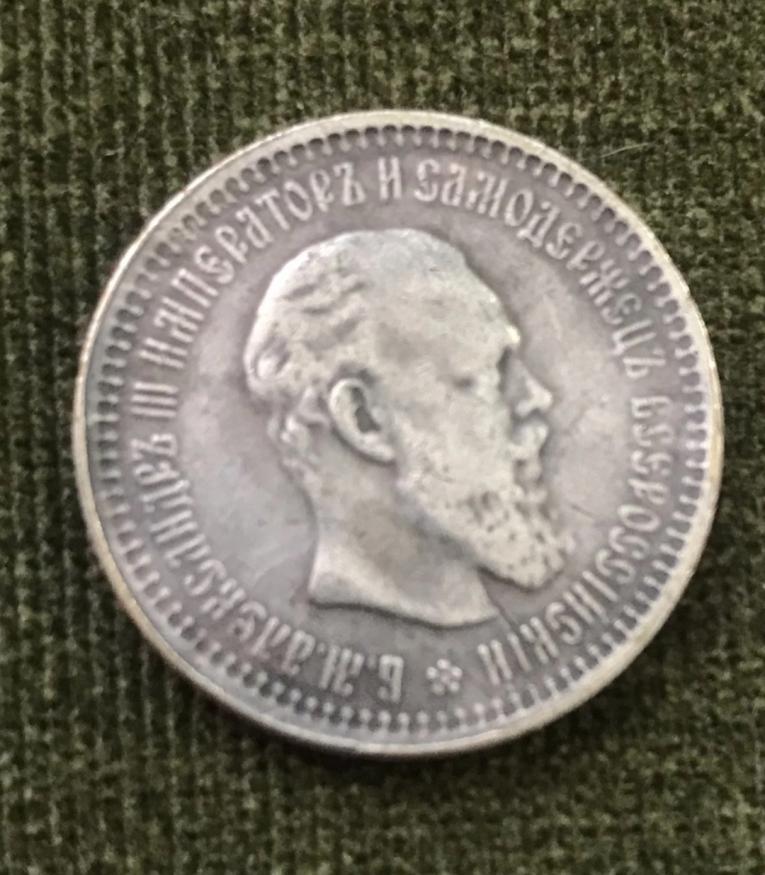 Б.М.АЛЕКСАНДРЪ III ИМПЕРАТОРЪ И САМОДЕРЖЕЦЪ ВСЕРОССІЙСКІЙ